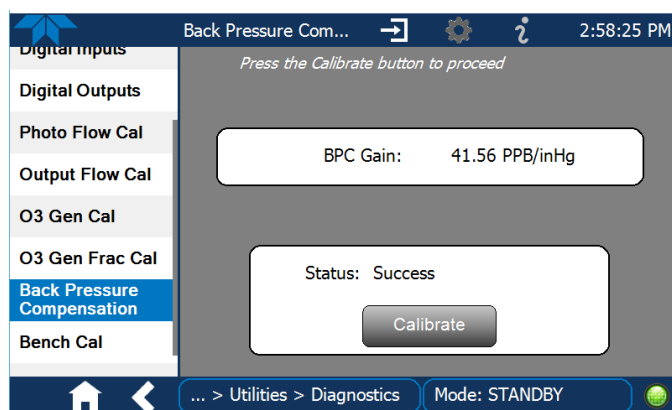 Back Pressure Com...
2:58:25 PM
Digital Inputs
Digital Outputs
Photo Flow Cal
Output Flow Cal
O3 Gen Cal
O3 Gen Frac Cal
Back Pressure
Compensation
Bench Cal
Press the Calibrate button to proceed
BPC Gain: 41.56 PPB/inHg
Status: Success
Calibrate
... > Utilities > Diagnostics
Mode: STANDBY